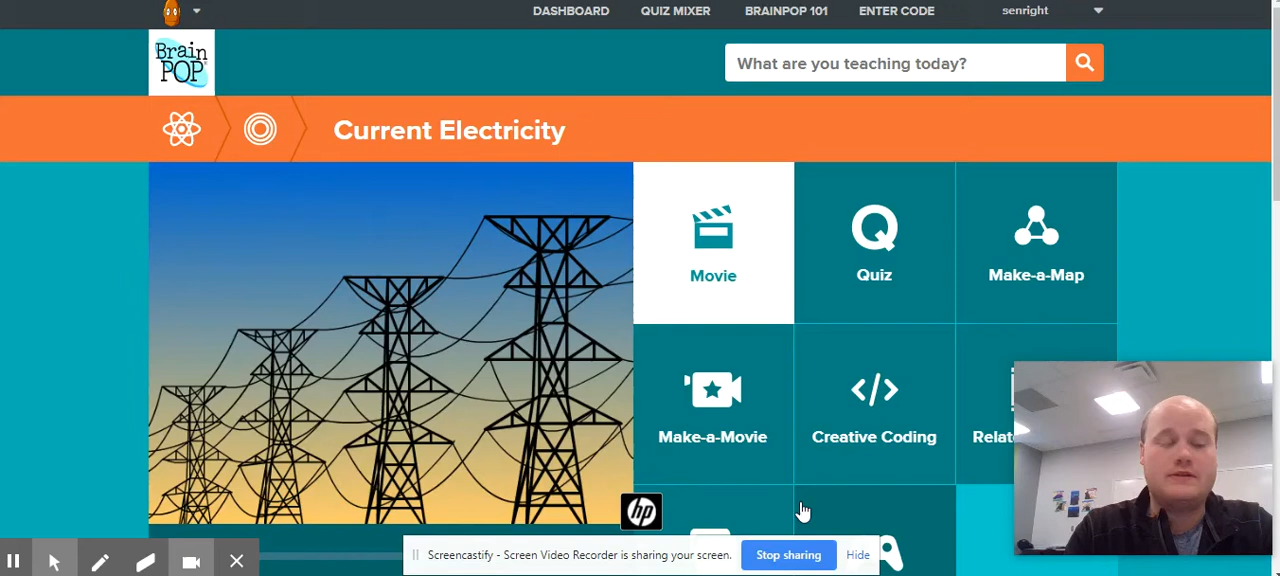 DASHBOARD QUIZ MIXER BRAINPOP 101 ENTER CODE senright
Brain
POP
What are you teaching today?
Current Electricity
Movie
Quiz
Make-a-Map
Make-a-Movie
Creative Coding
hp
Screencastify - Screen Video Recorder is sharing your screen. Stop sharing Hide